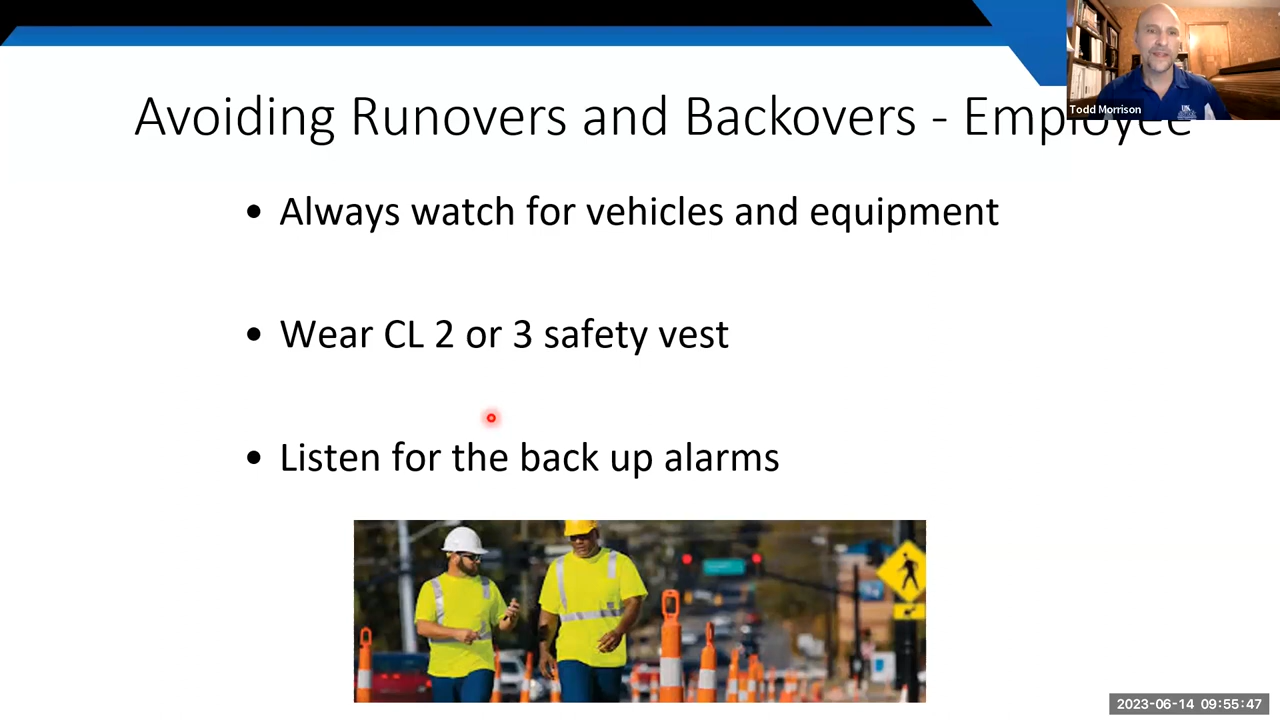 Avoiding Runovers and Backovers - Employee
Todd Morrison
• Always watch for vehicles and equipment
• Wear CL 2 or 3 safety vest
• Listen for the back up alarms
2023-06-14 09:55:47